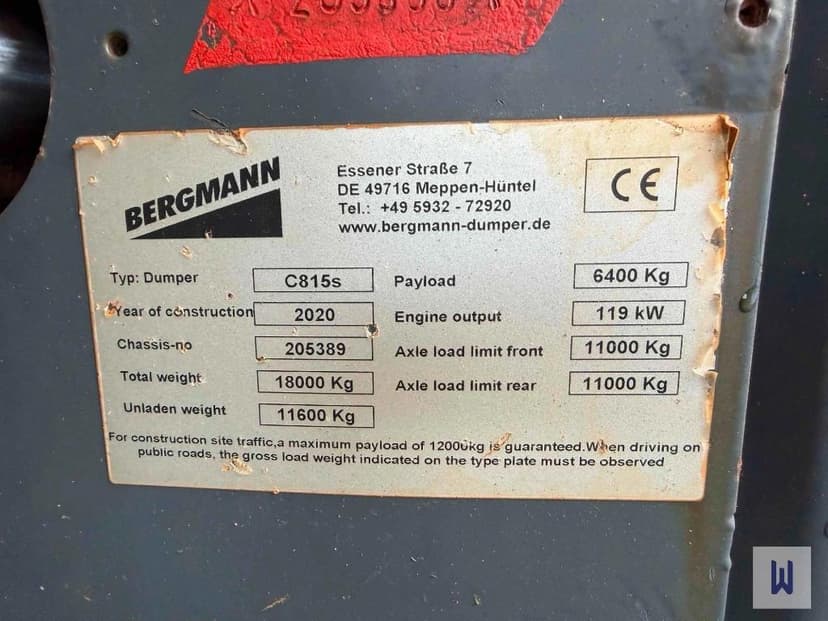 BERGMANN
Essener Straße 7
DE 49716 Meppen-Hüntel
Tel.: +49 5932 - 72920
www.bergmann-dumper.de
CE
Typ: Dumper C815s Payload 6400 Kg
Year of construction 2020 Engine output 119 kW
Chassis-no 205389 Axle load limit front 11000 Kg
Total weight 18000 Kg Axle load limit rear 11000 Kg
Unladen weight 11600 Kg
For construction site traffic,a maximum payload of 12000kg is guaranteed.When driving on
public roads, the gross load weight indicated on the type plate must be observed
W